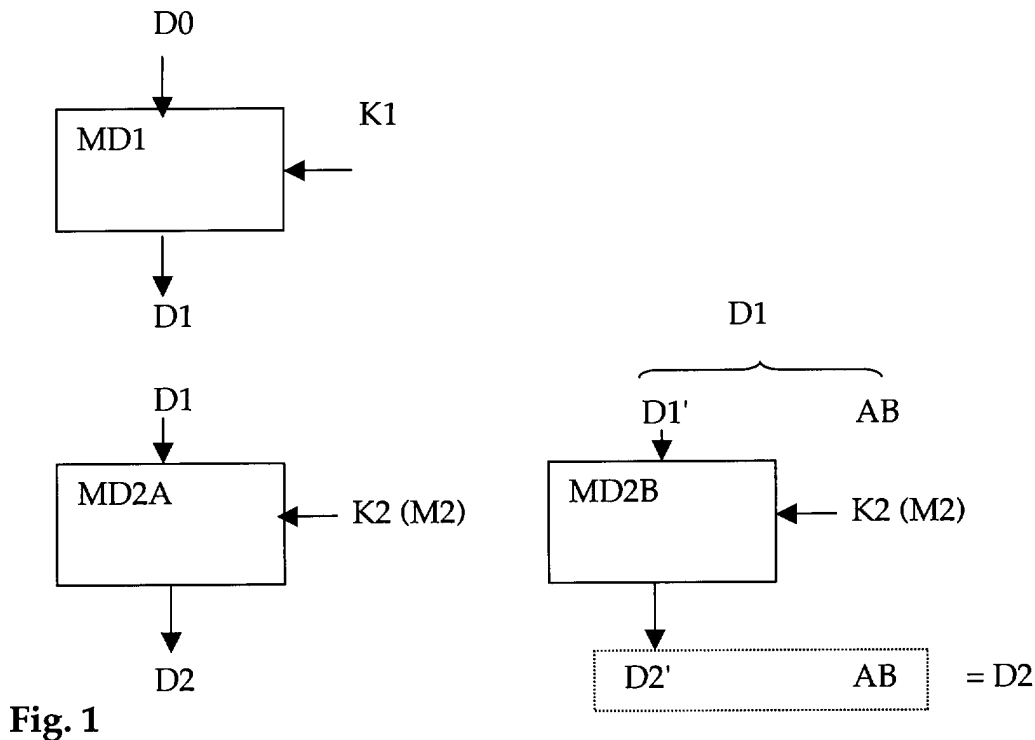 D0
K1
MD1
D1
D1
D1
D1'
AB
MD2A
K2 (M2)
MD2B
K2 (M2)
D2
D2'
AB
= D2
Fig. 1